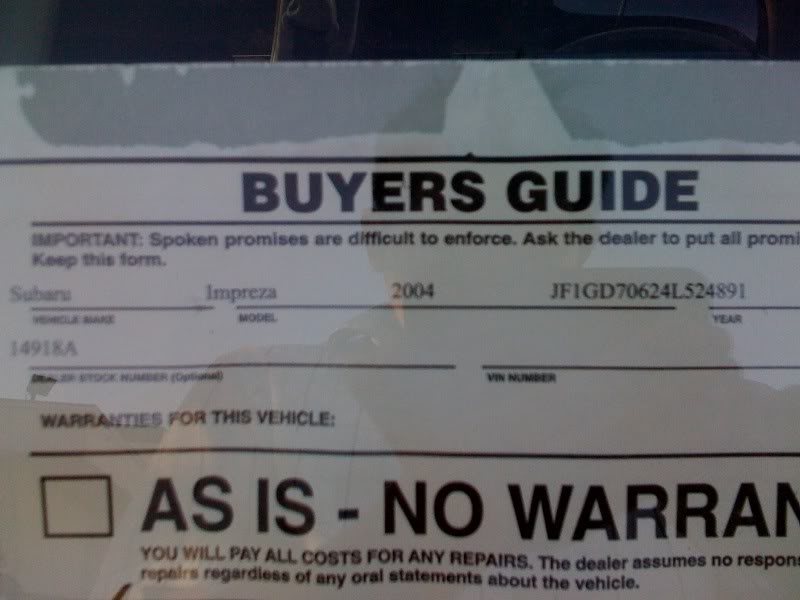 BUYERS GUIDE
IMPORTANT: Spoken promises are difficult to enforce. Ask the dealer to put all promi
Keep this form.
Subaru Impreza 2004 JF1GD70624L524891
VEHICLE MAKE MODEL YEAR
14918A
DEALER STOCK NUMBER (Optional) VIN NUMBER
WARRANTIES FOR THIS VEHICLE:
AS IS - NO WARRAN
YOU WILL PAY ALL COSTS FOR ANY REPAIRS. The dealer assumes no respons
repairs regardless of any oral statements about the vehicle.